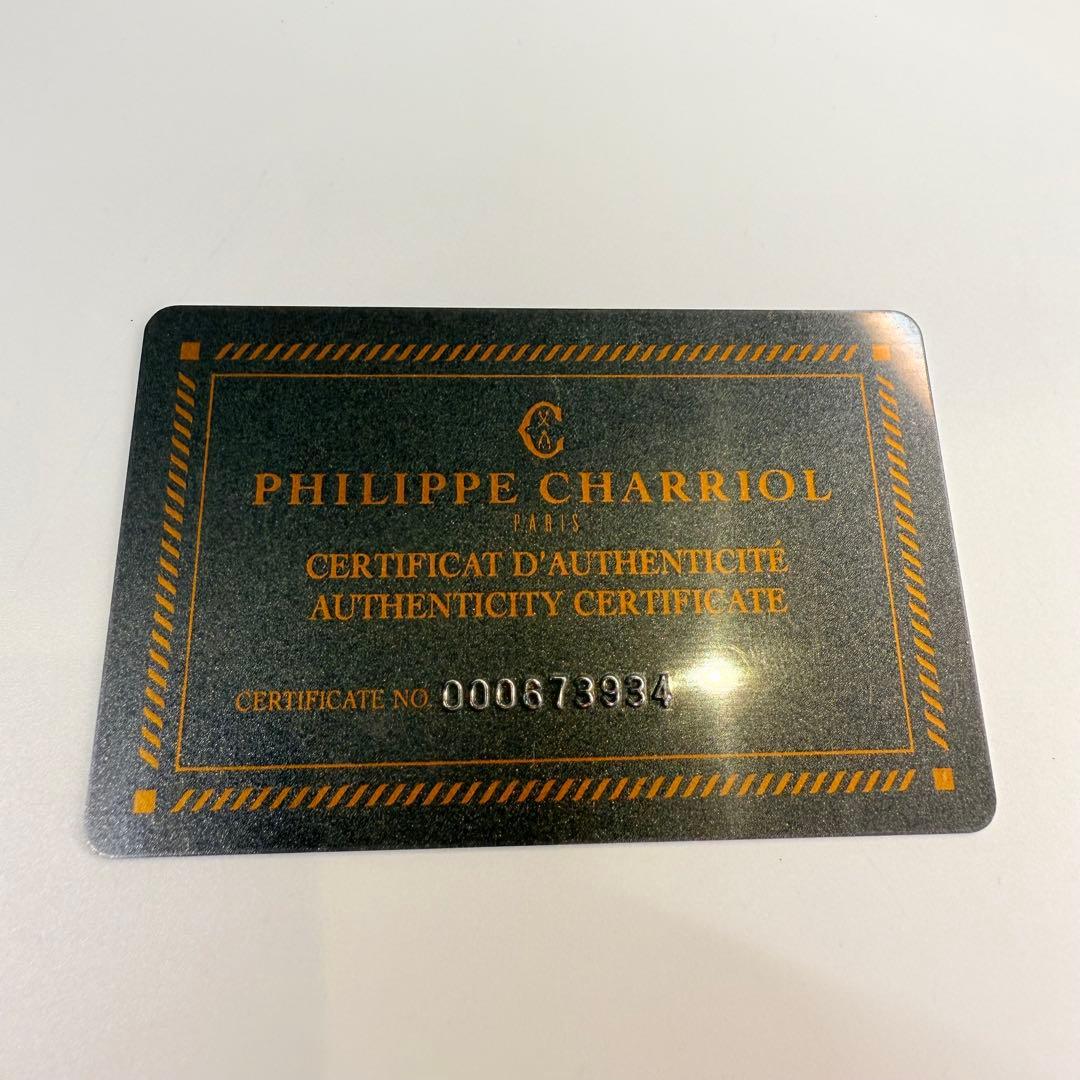 C
PHILIPPE CHARRIOL
PARIS
CERTIFICAT D'AUTHENTICITÉ
AUTHENTICITY CERTIFICATE
CERTIFICATE NO. 000673934